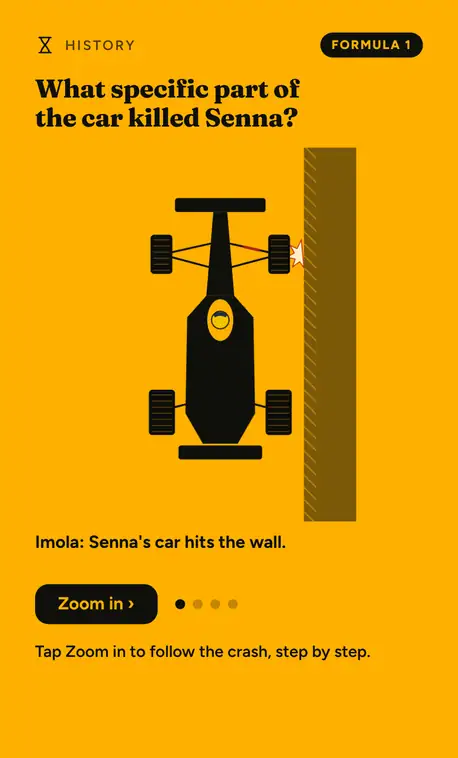 HISTORY
FORMULA 1
What specific part of
the car killed Senna?
Imola: Senna's car hits the wall.
Zoom in ›
Tap Zoom in to follow the crash, step by step.